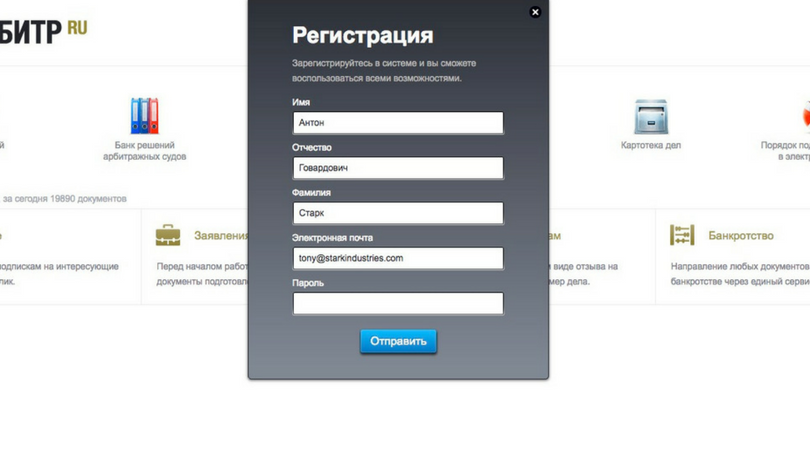 БИТР RU
Регистрация
Зарегистрируйтесь в системе и вы сможете
воспользоваться всеми возможностями.
Имя
Антон
Отчество
Говардович
Фамилия
Старк
Электронная почта
tony@starkindustries.com
Пароль
Отправить
й
Банк решений
арбитражных судов
Картотека дел
Порядок под
в электр
за сегодня 19890 документов
е
одпискам на интересующие
лик.
Заявления
Перед началом работ
документы подготовл
ам
в виде отзыва на
мер дела.
Банкротство
Направление любых документов
банкротстве через единый серви